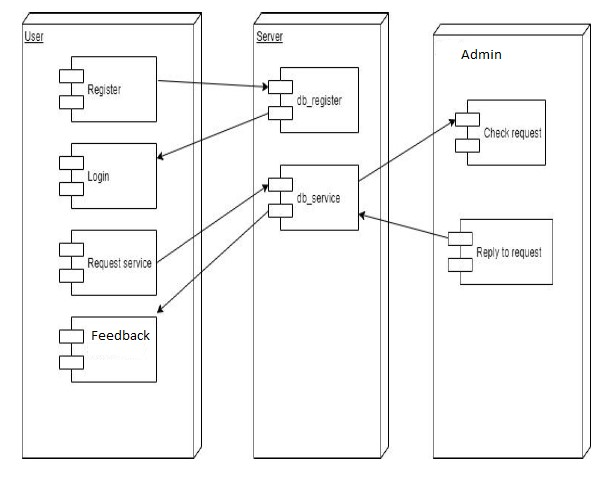 User
Register
Login
Request service
Feedback
Server
db_register
db_service
Admin
Check request
Reply to request